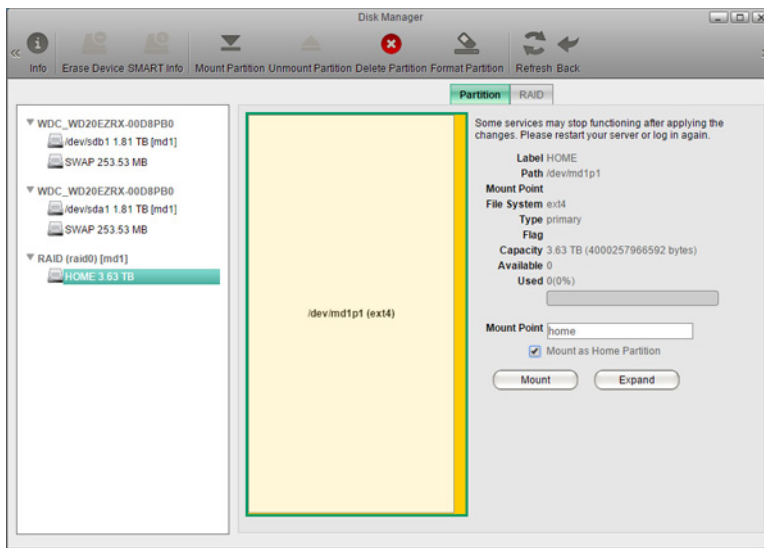 Disk Manager
Info Erase Device SMART Info Mount Partition Unmount Partition Delete Partition Format Partition Refresh Back
Partition RAID
WDC_WD20EZRX-00D8PB0
/dev/sdb1 1.81 TB [md1]
SWAP 253.53 MB
WDC_WD20EZRX-00D8PB0
/dev/sda1 1.81 TB [md1]
SWAP 253.53 MB
RAID (raid0) [md1]
HOME 3.63 TB
/dev/md1p1 (ext4)
Some services may stop functioning after applying the
changes. Please restart your server or log in again.
Label HOME
Path /dev/md1p1
Mount Point
File System ext4
Type primary
Flag
Capacity 3.63 TB (4000257966592 bytes)
Available 0
Used 0(0%)
Mount Point home
Mount as Home Partition
Mount Expand